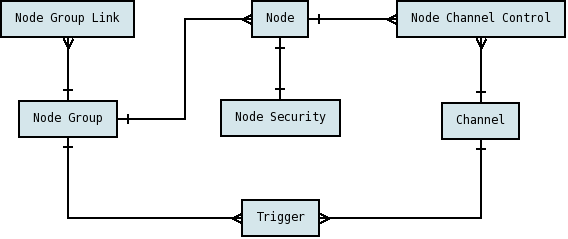 Node Group Link
Node
Node Channel Control
Node Group
Node Security
Channel
Trigger